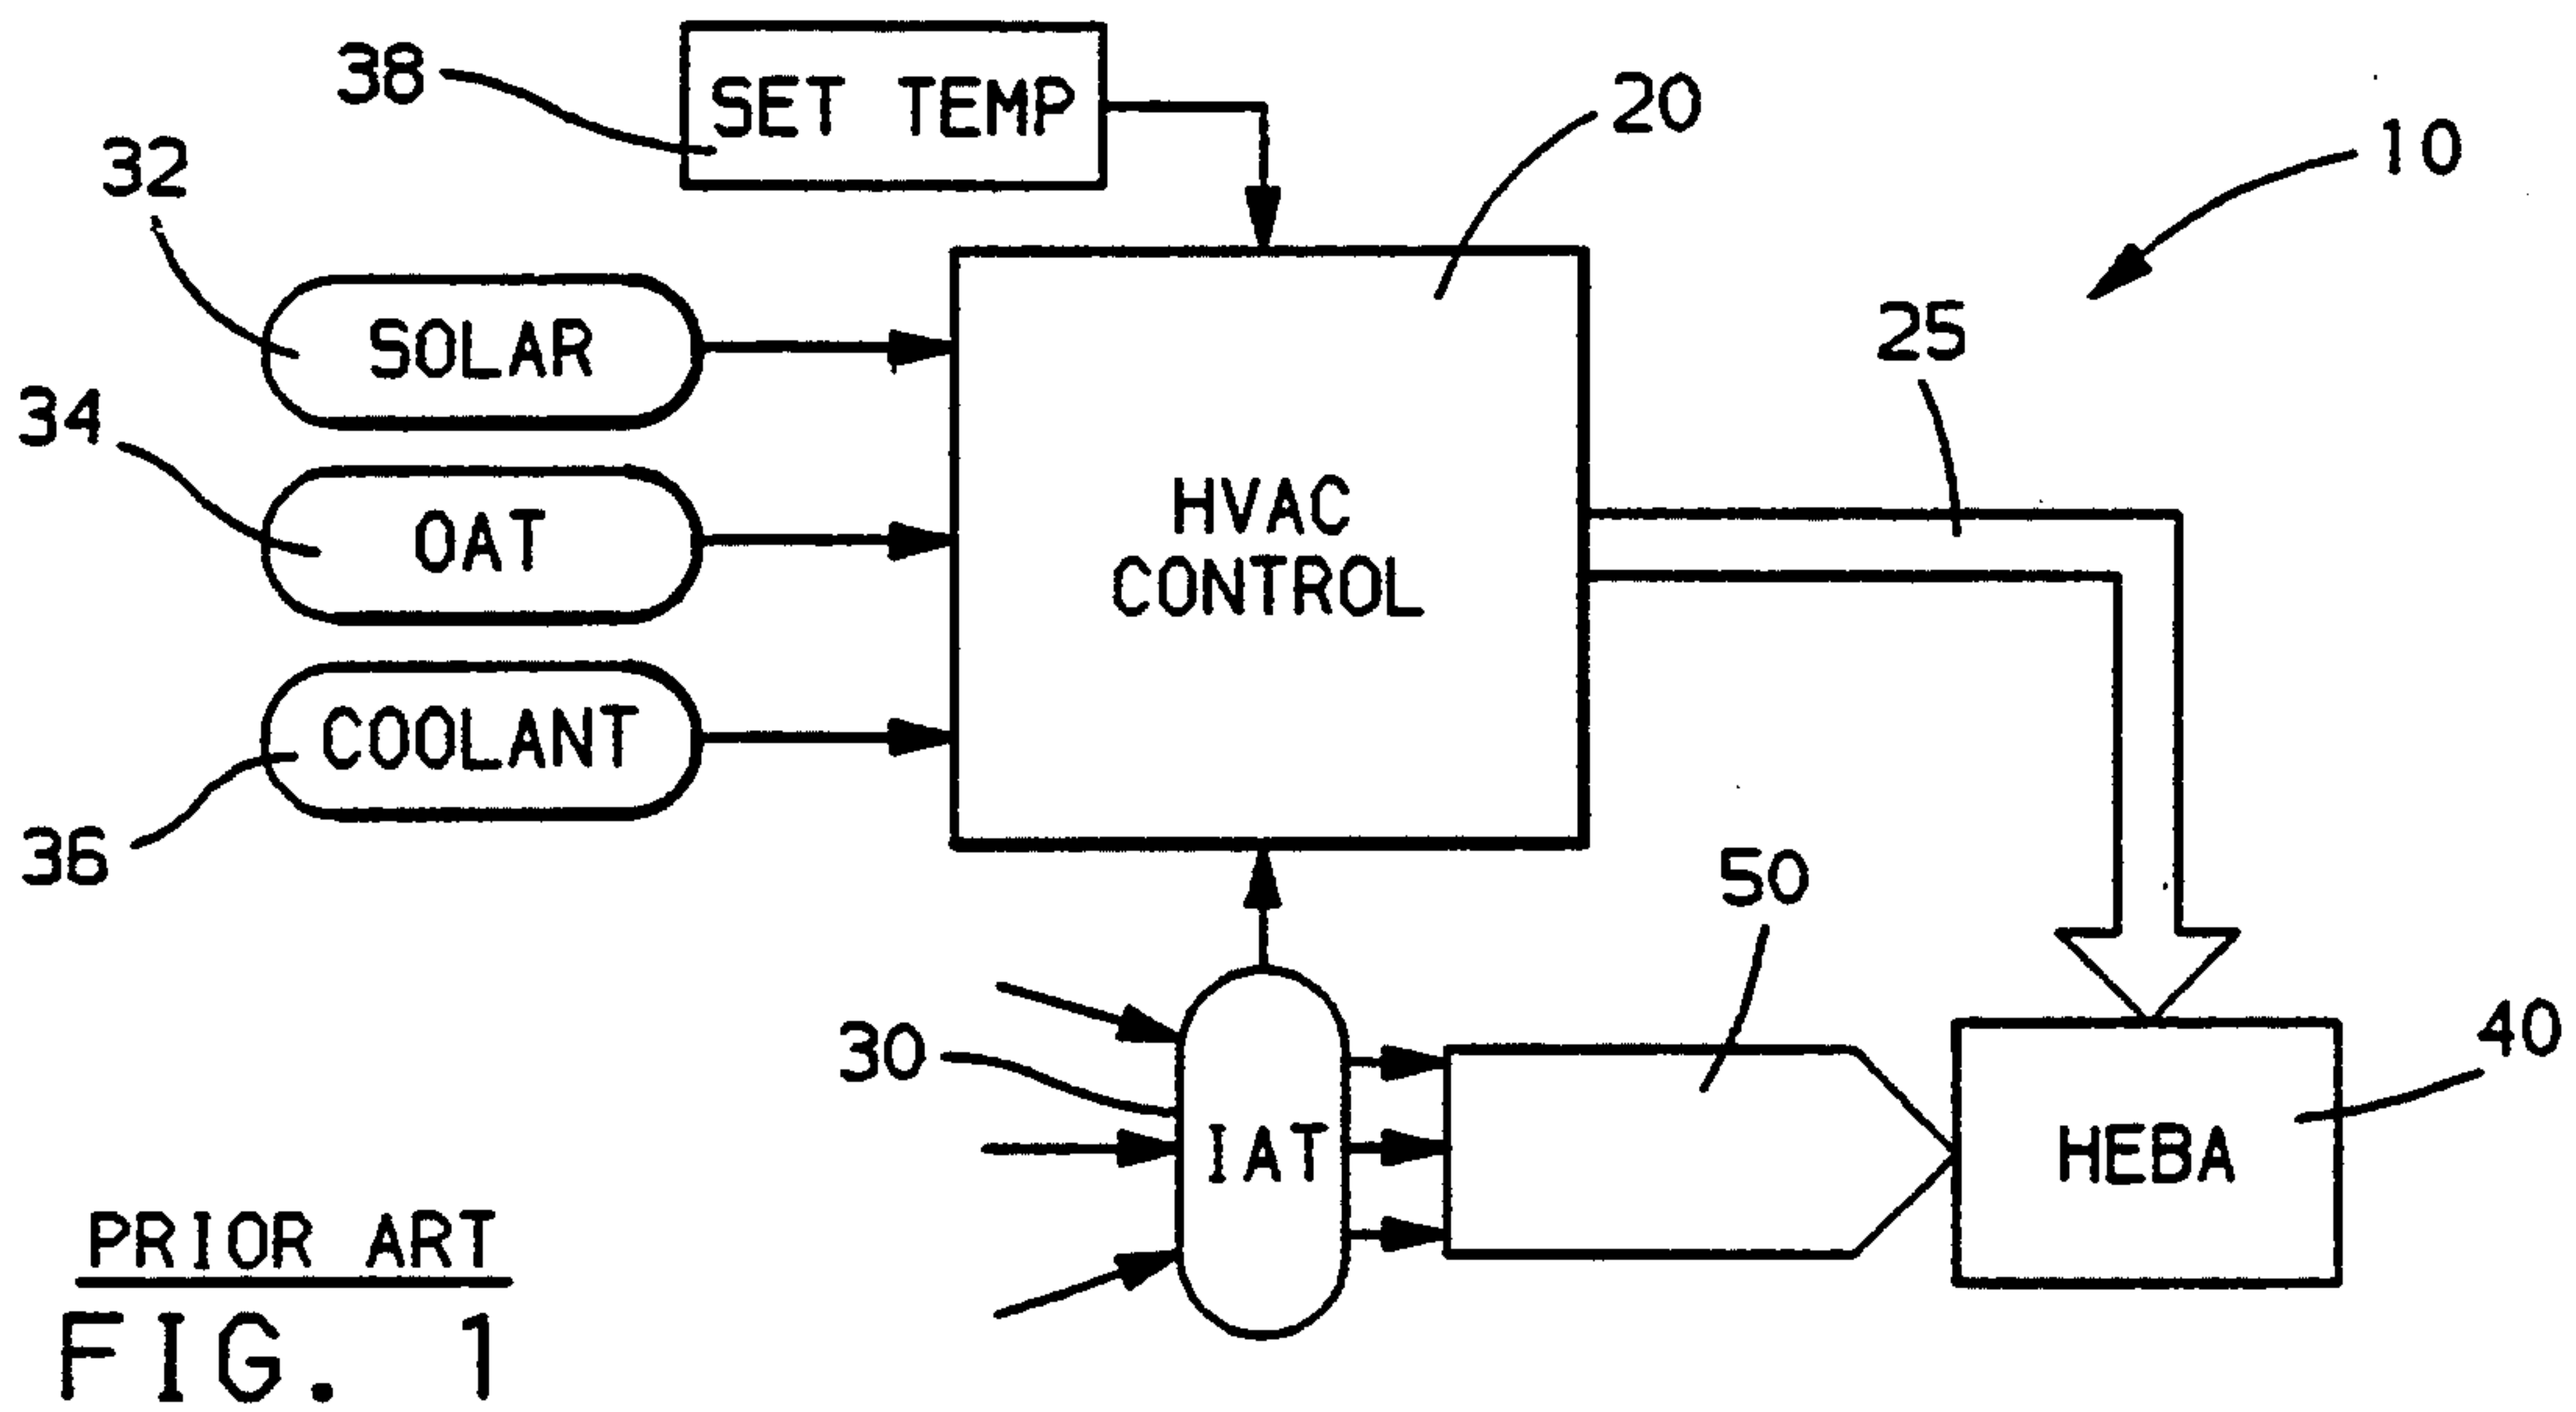 38
SET TEMP
20
10
32
SOLAR
25
34
OAT
HVAC
CONTROL
COOLANT
36
50
30
IAT
40
HEBA
PRIOR ART
FIG. 1